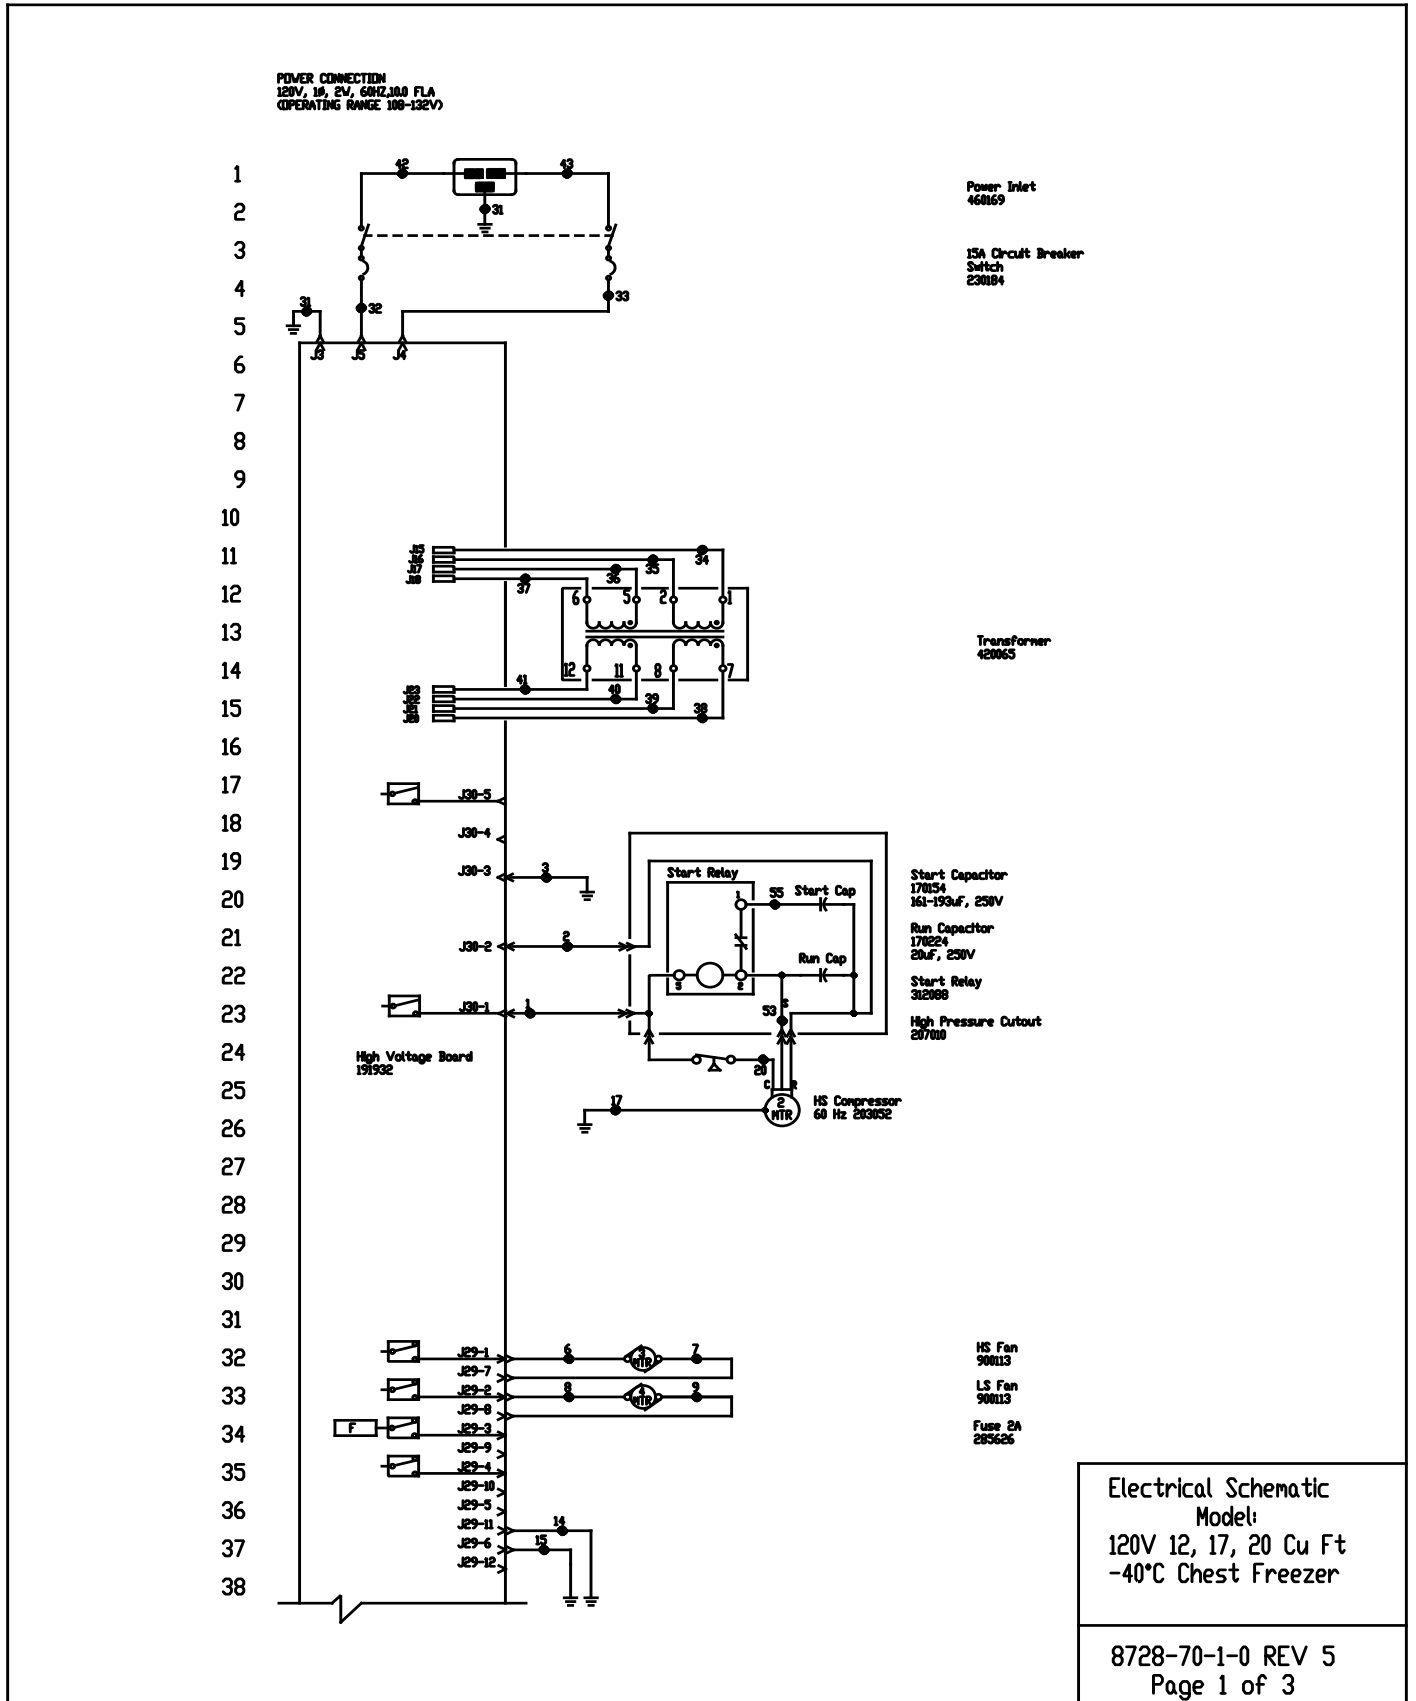 POWER CONNECTION
120V, 1ø, 2W, 60HZ,10.0 FLA
(OPERATING RANGE 108-132V)
1
42
43
Power Inlet
460169
2
31
3
15A Circuit Breaker
Switch
230184
4
31
32
33
5
J3
J5
J4
6
7
8
9
10
11
J15
J16
J17
J18
34
35
36
37
12
6
5
2
1
13
Transformer
420065
14
12
11
8
7
41
40
39
38
15
16
17
J30-5
18
J30-4
19
J30-3
3
Start Relay
Start Capacitor
170154
161-193uF, 250V
20
1
55
Start Cap
21
J30-2
2
Run Capacitor
170224
20uF, 250V
22
5
2
Run Cap
Start Relay
312088
23
J30-1
1
53
S
High Pressure Cutout
207010
24
High Voltage Board
191932
20
25
C
R
17
2
MTR
HS Compressor
60 Hz 203052
26
27
28
29
30
31
32
J29-1
6
3
MTR
7
HS Fan
900113
J29-7
33
J29-2
8
4
MTR
9
LS Fan
900113
J29-8
34
F
J29-3
Fuse 2A
285626
J29-9
35
J29-4
J29-10
36
J29-5
J29-11
14
37
J29-6
15
J29-12
38
Electrical Schematic
Model:
120V 12, 17, 20 Cu Ft
-40°C Chest Freezer
8728-70-1-0 REV 5
Page 1 of 3